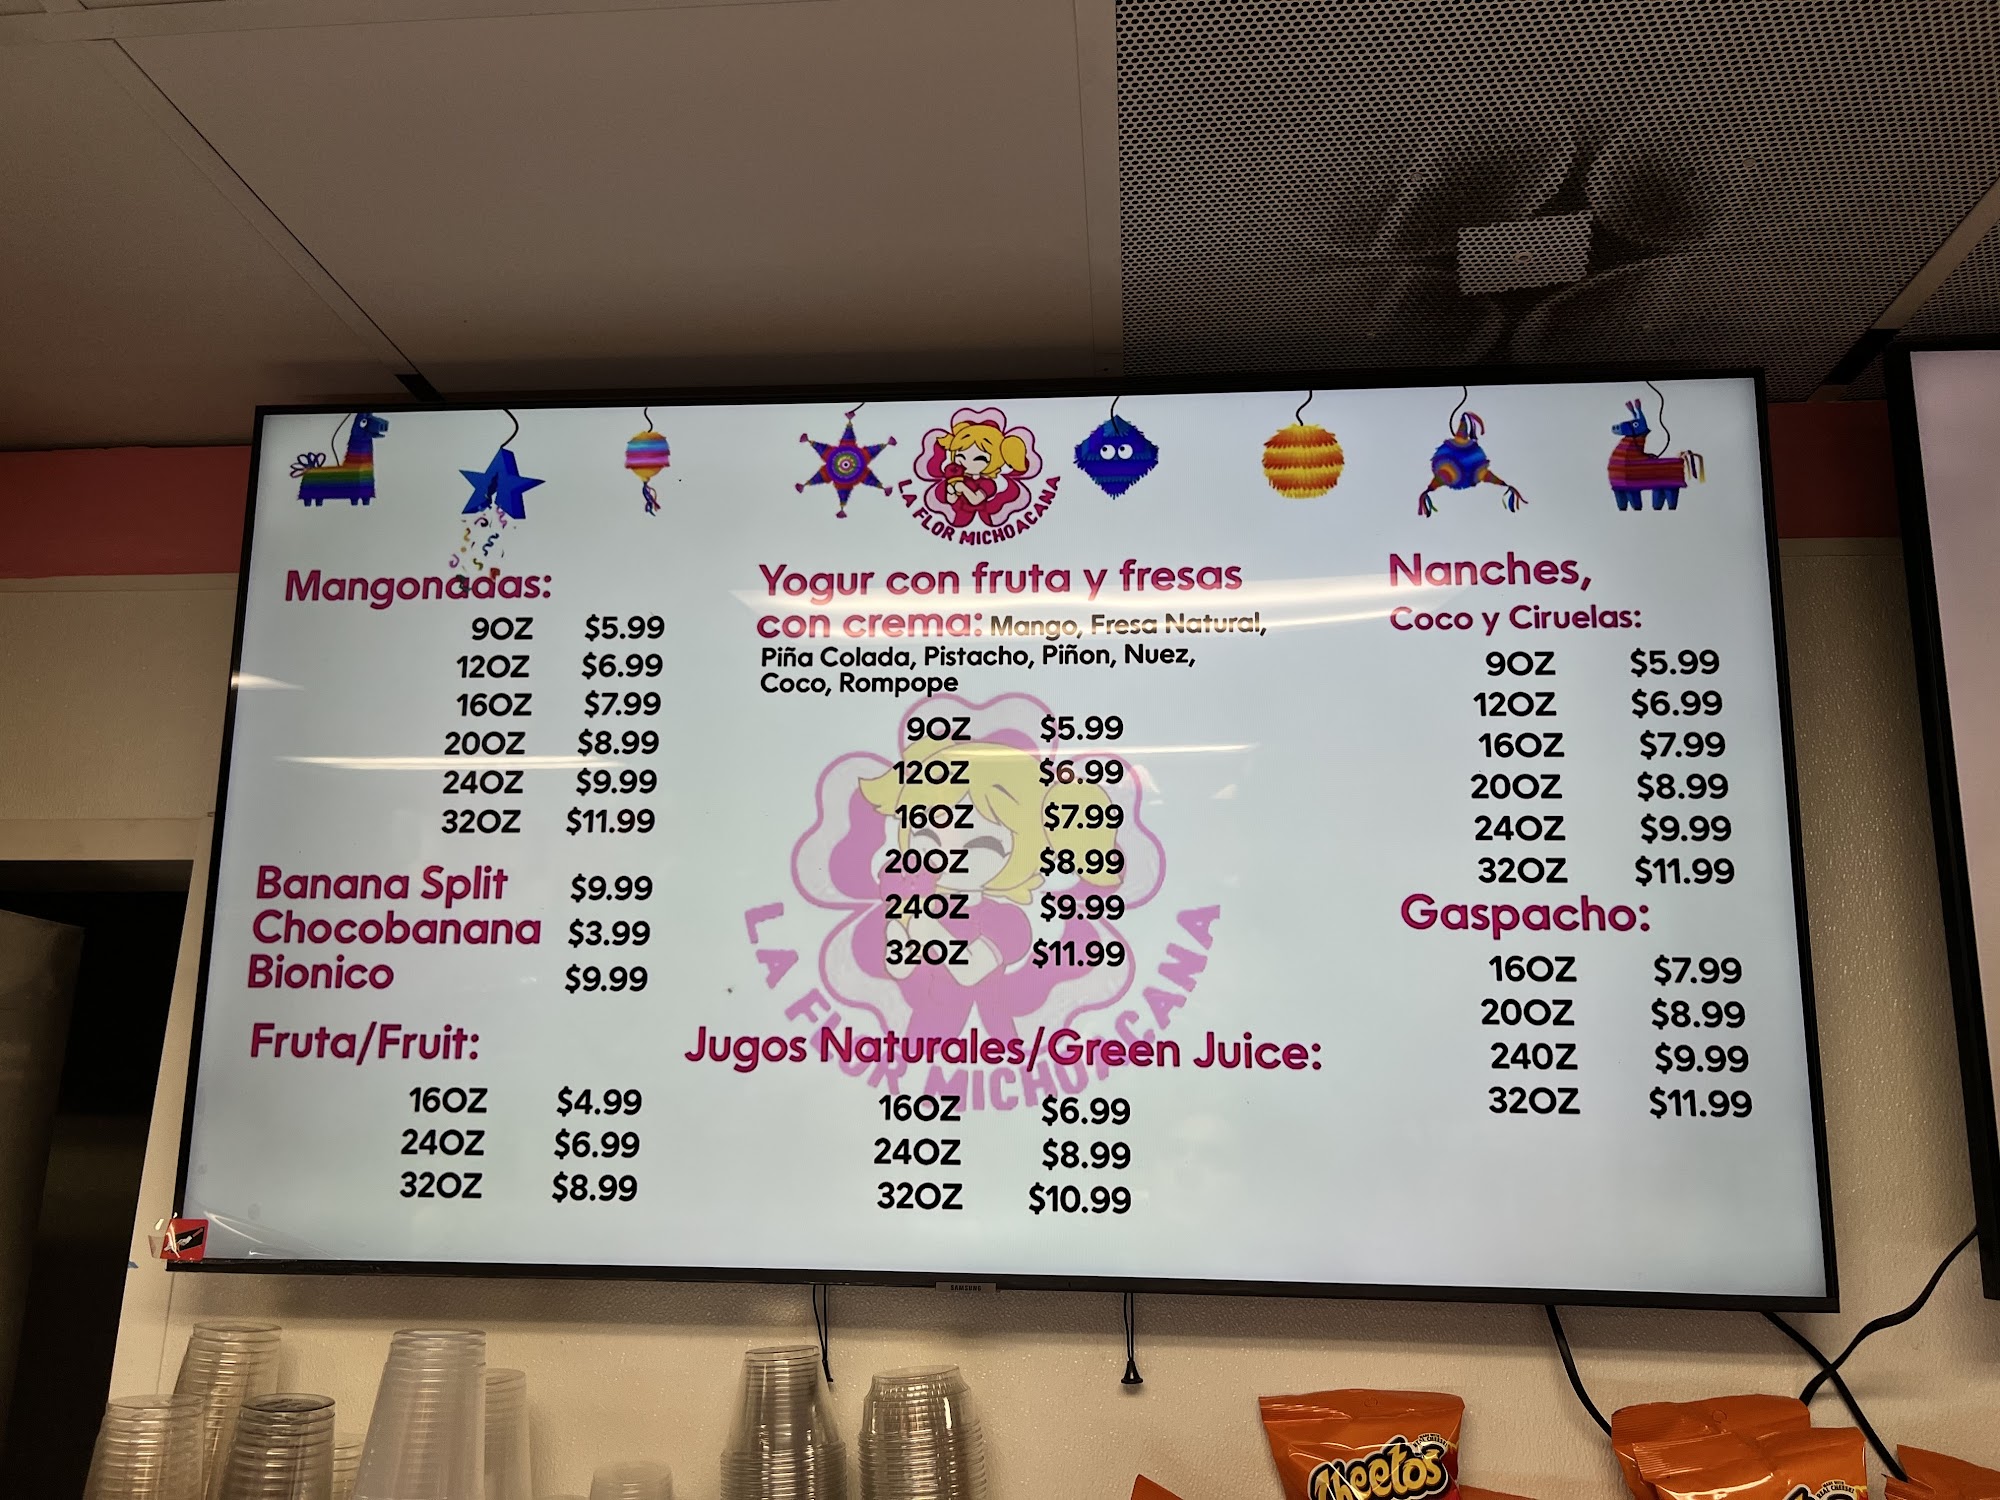 LA FLOR MICHOACANA
Mangonadas:
9OZ $5.99
12OZ $6.99
16OZ $7.99
20OZ $8.99
24OZ $9.99
32OZ $11.99
Banana Split $9.99
Chocobanana $3.99
Bionico $9.99
Fruta/Fruit:
16OZ $4.99
24OZ $6.99
32OZ $8.99
Yogur con fruta y fresas
con crema: Mango, Fresa Natural,
Piña Colada, Pistacho, Piñon, Nuez,
Coco, Rompope
9OZ $5.99
12OZ $6.99
16OZ $7.99
20OZ $8.99
24OZ $9.99
32OZ $11.99
LA FLOR MICHOACANA
Jugos Naturales/Green Juice:
16OZ $6.99
24OZ $8.99
32OZ $10.99
Nanches,
Coco y Ciruelas:
9OZ $5.99
12OZ $6.99
16OZ $7.99
20OZ $8.99
24OZ $9.99
32OZ $11.99
Gaspacho:
16OZ $7.99
20OZ $8.99
240Z $9.99
32OZ $11.99
SAMSUNG
Cheetos